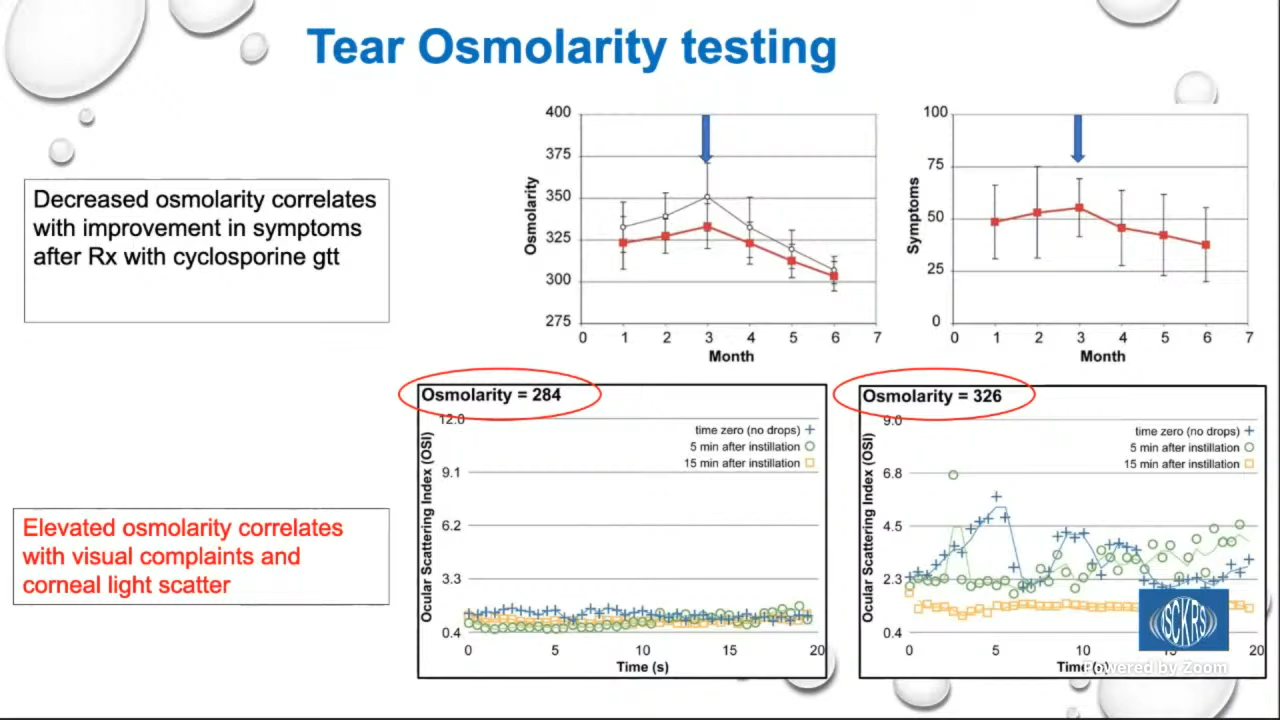 Tear Osmolarity testing
Decreased osmolarity correlates
with improvement in symptoms
after Rx with cyclosporine gtt
Osmolarity
400
375
350
325
300
275
0 1 2 3 4 5 6 7
Month
Symptoms
100
75
50
25
0
0 1 2 3 4 5 6 7
Month
Elevated osmolarity correlates
with visual complaints and
corneal light scatter
Osmolarity = 284
Ocular Scattering Index (OSI)
12.0
9.1
6.2
3.3
0.4
time zero (no drops)
5 min after instillation
15 min after instillation
0 5 10 15 20
Time (s)
Osmolarity = 326
Ocular Scattering Index (OSI)
9.0
6.8
4.5
2.3
0.4
time zero (no drops)
5 min after instillation
15 min after instillation
0 5 10 15 20
Time (s)
ISCKRS
Powered by Zoom